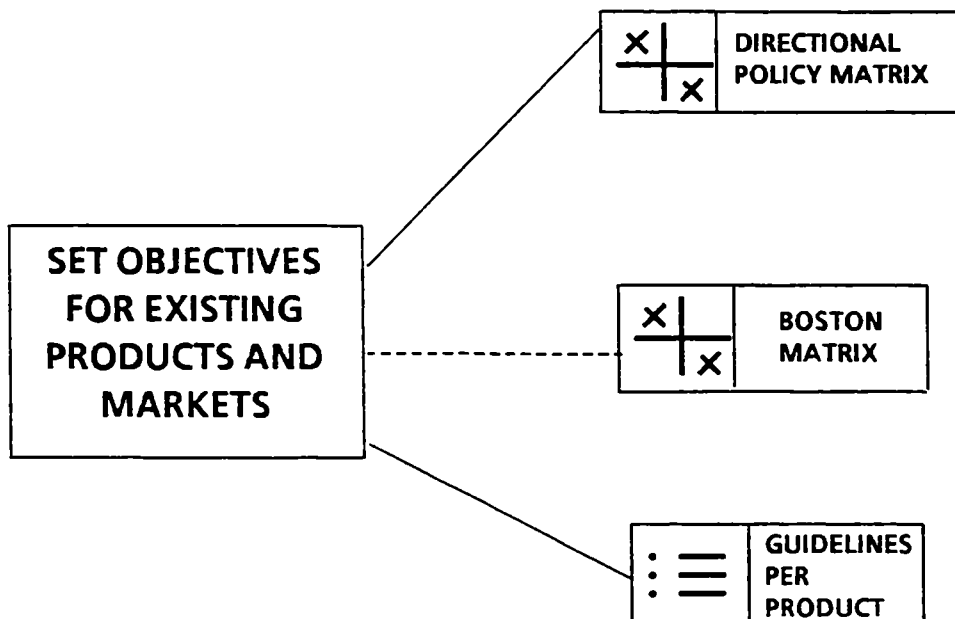 DIRECTIONAL
POLICY MATRIX
SET OBJECTIVES
FOR EXISTING
PRODUCTS AND
MARKETS
BOSTON
MATRIX
GUIDELINES
PER
PRODUCT